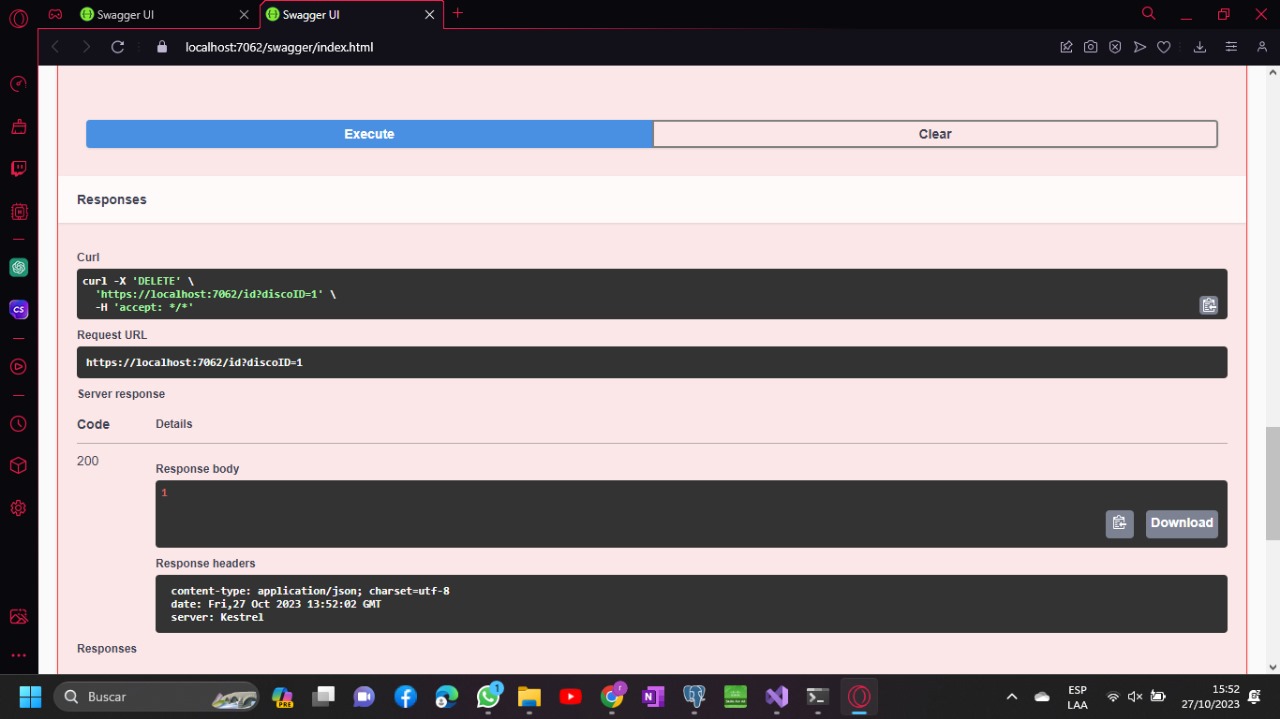 Swagger UI
Swagger UI
localhost:7062/swagger/index.html
Execute
Clear
Responses
Curl
curl -X 'DELETE' \
'https://localhost:7062/id?discoID=1' \
-H 'accept: */*'
Request URL
https://localhost:7062/id?discoID=1
Server response
Code
Details
200
Response body
1
Download
Response headers
content-type: application/json; charset=utf-8
date: Fri,27 Oct 2023 13:52:02 GMT
server: Kestrel
Responses
CS
Buscar
PRE
1
ESP
LAA
15:52
27/10/2023